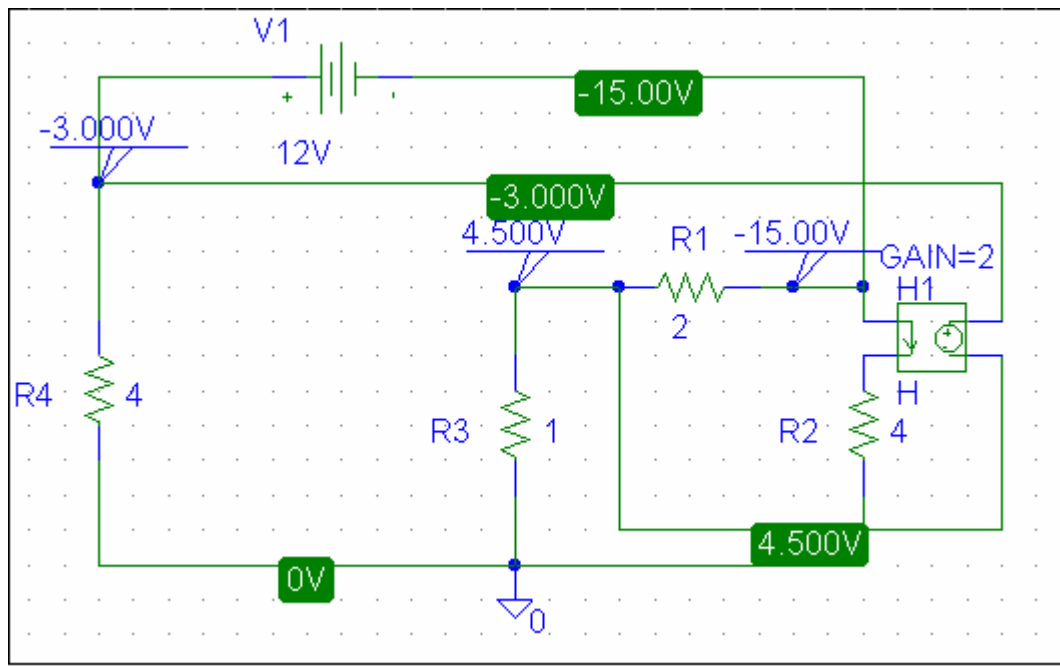 V1
+ -
-15.00V
-3.000V
12V
-3.000V
4.500V
R1
-15.00V
GAIN=2
H1
2
+
-
R4 4
H
R3 1
R2 4
4.500V
0V
0